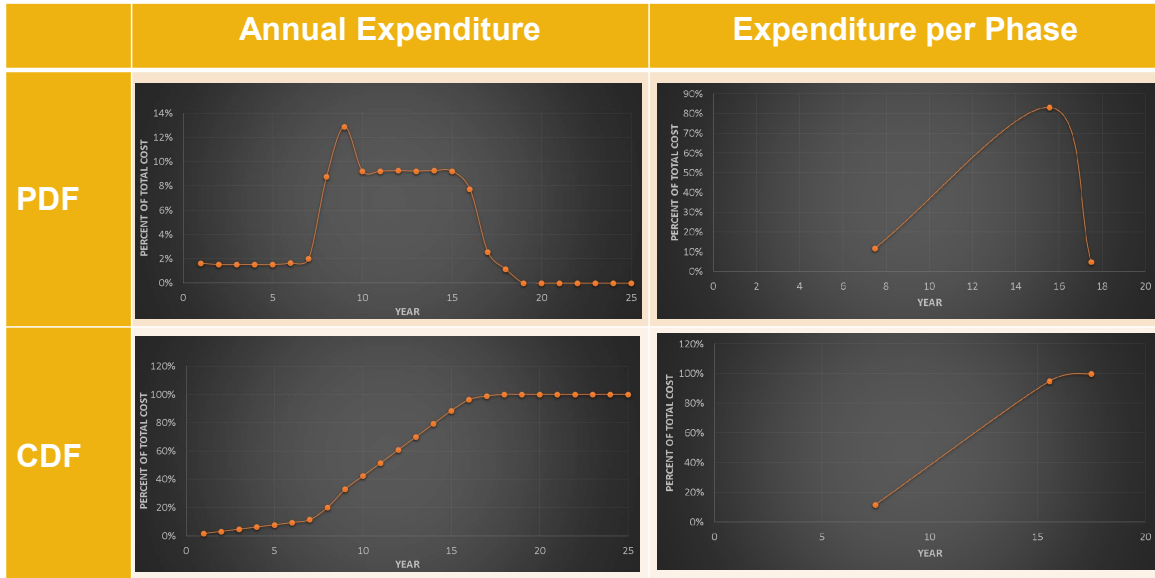 Annual Expenditure
Expenditure per Phase
PDF
PERCENT OF TOTAL COST
14%
12%
10%
8%
6%
4%
2%
0%
0 5 10 15 20 25
YEAR
PERCENT OF TOTAL COST
90%
80%
70%
60%
50%
40%
30%
20%
10%
0%
0 2 4 6 8 10 12 14 16 18 20
YEAR
CDF
PERCENT OF TOTAL COST
120%
100%
80%
60%
40%
20%
0%
0 5 10 15 20 25
YEAR
PERCENT OF TOTAL COST
120%
100%
80%
60%
40%
20%
0%
0 5 10 15 20
YEAR